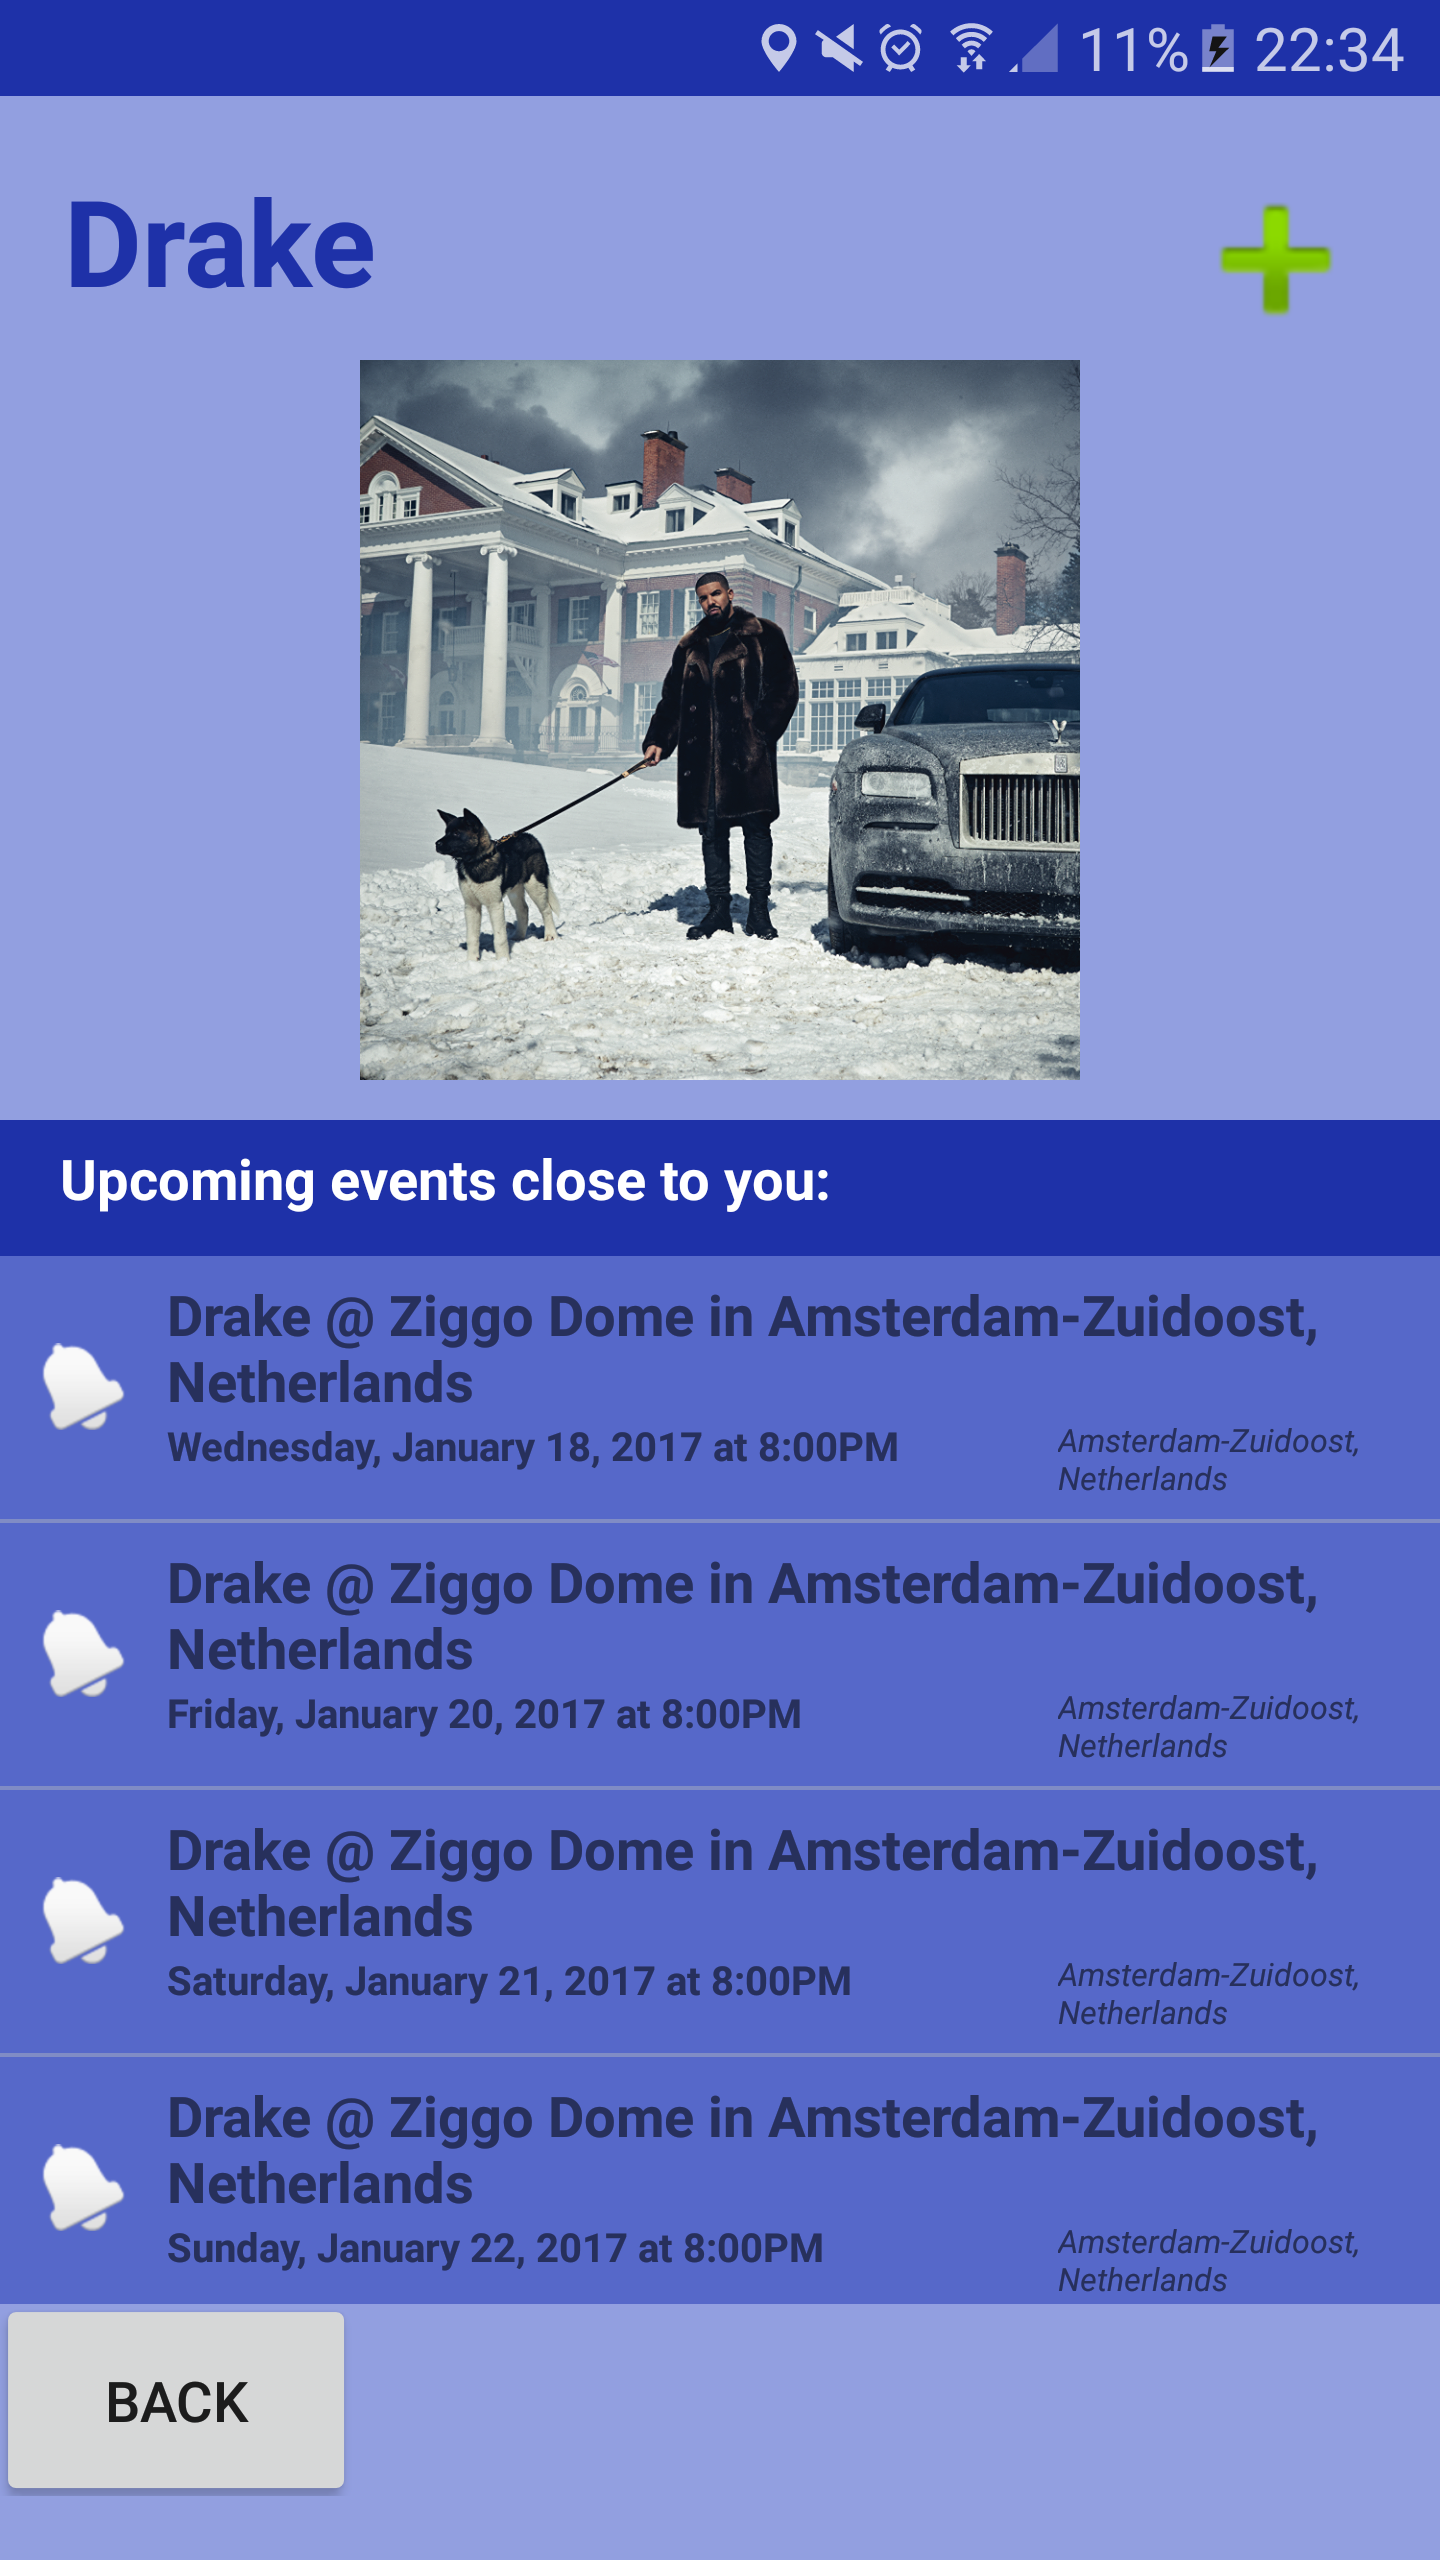 11% 22:34
Drake
Upcoming events close to you:
Drake @ Ziggo Dome in Amsterdam-Zuidoost,
Netherlands
Wednesday, January 18, 2017 at 8:00PM
Amsterdam-Zuidoost,
Netherlands
Drake @ Ziggo Dome in Amsterdam-Zuidoost,
Netherlands
Friday, January 20, 2017 at 8:00PM
Amsterdam-Zuidoost,
Netherlands
Drake @ Ziggo Dome in Amsterdam-Zuidoost,
Netherlands
Saturday, January 21, 2017 at 8:00PM
Amsterdam-Zuidoost,
Netherlands
Drake @ Ziggo Dome in Amsterdam-Zuidoost,
Netherlands
Sunday, January 22, 2017 at 8:00PM
Amsterdam-Zuidoost,
Netherlands
BACK